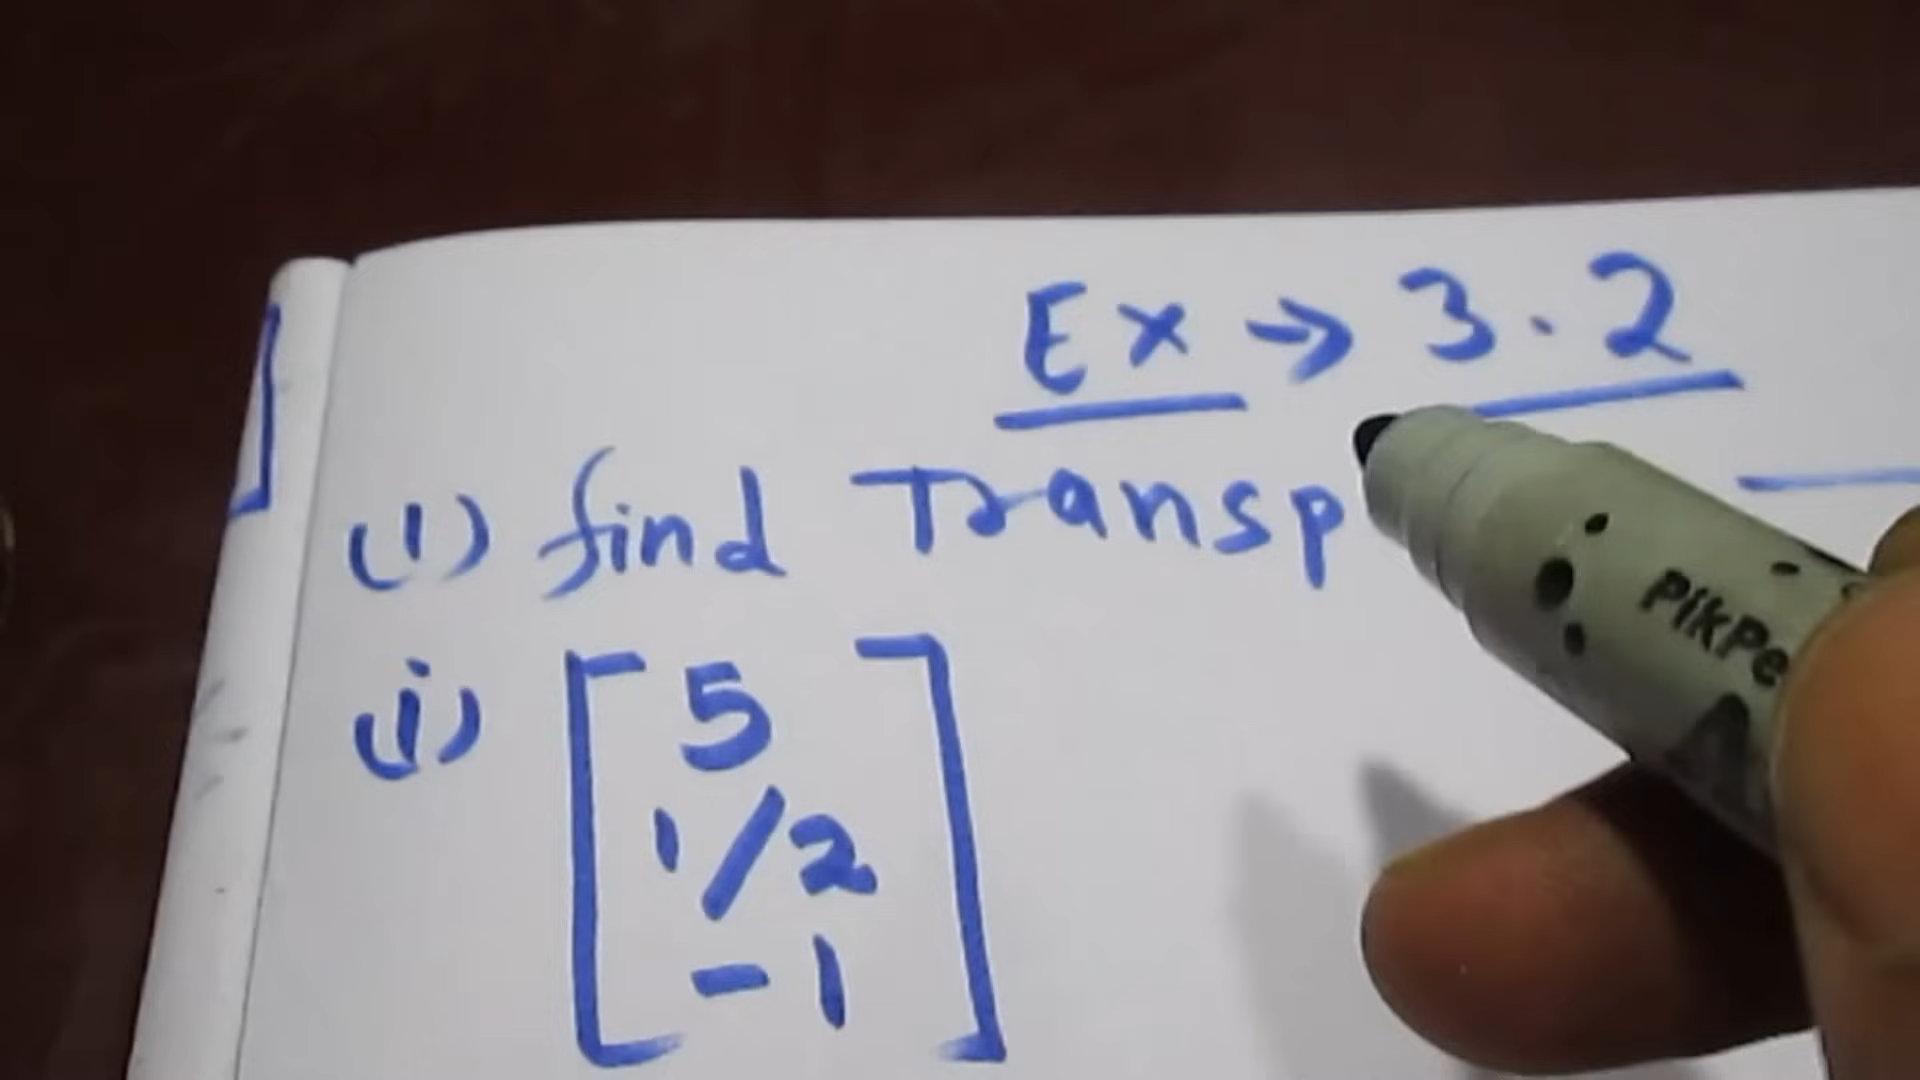 Ex → 3.2
(1) find Transp
(i) [ 5
1/2
-1 ]
PikPe